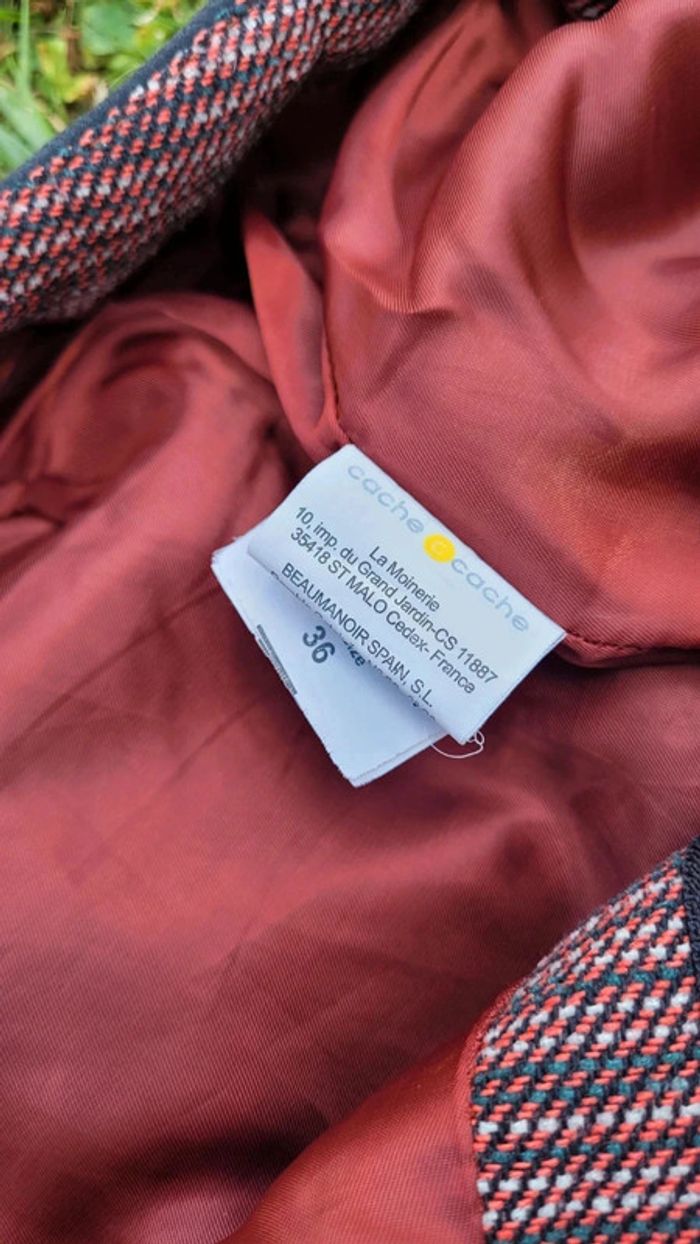 cache c cache
La Moinerie
10, imp. du Grand Jardin-CS 11887
35418 ST MALO Cedex- France
BEAUMANOIR SPAIN, S.L.
36